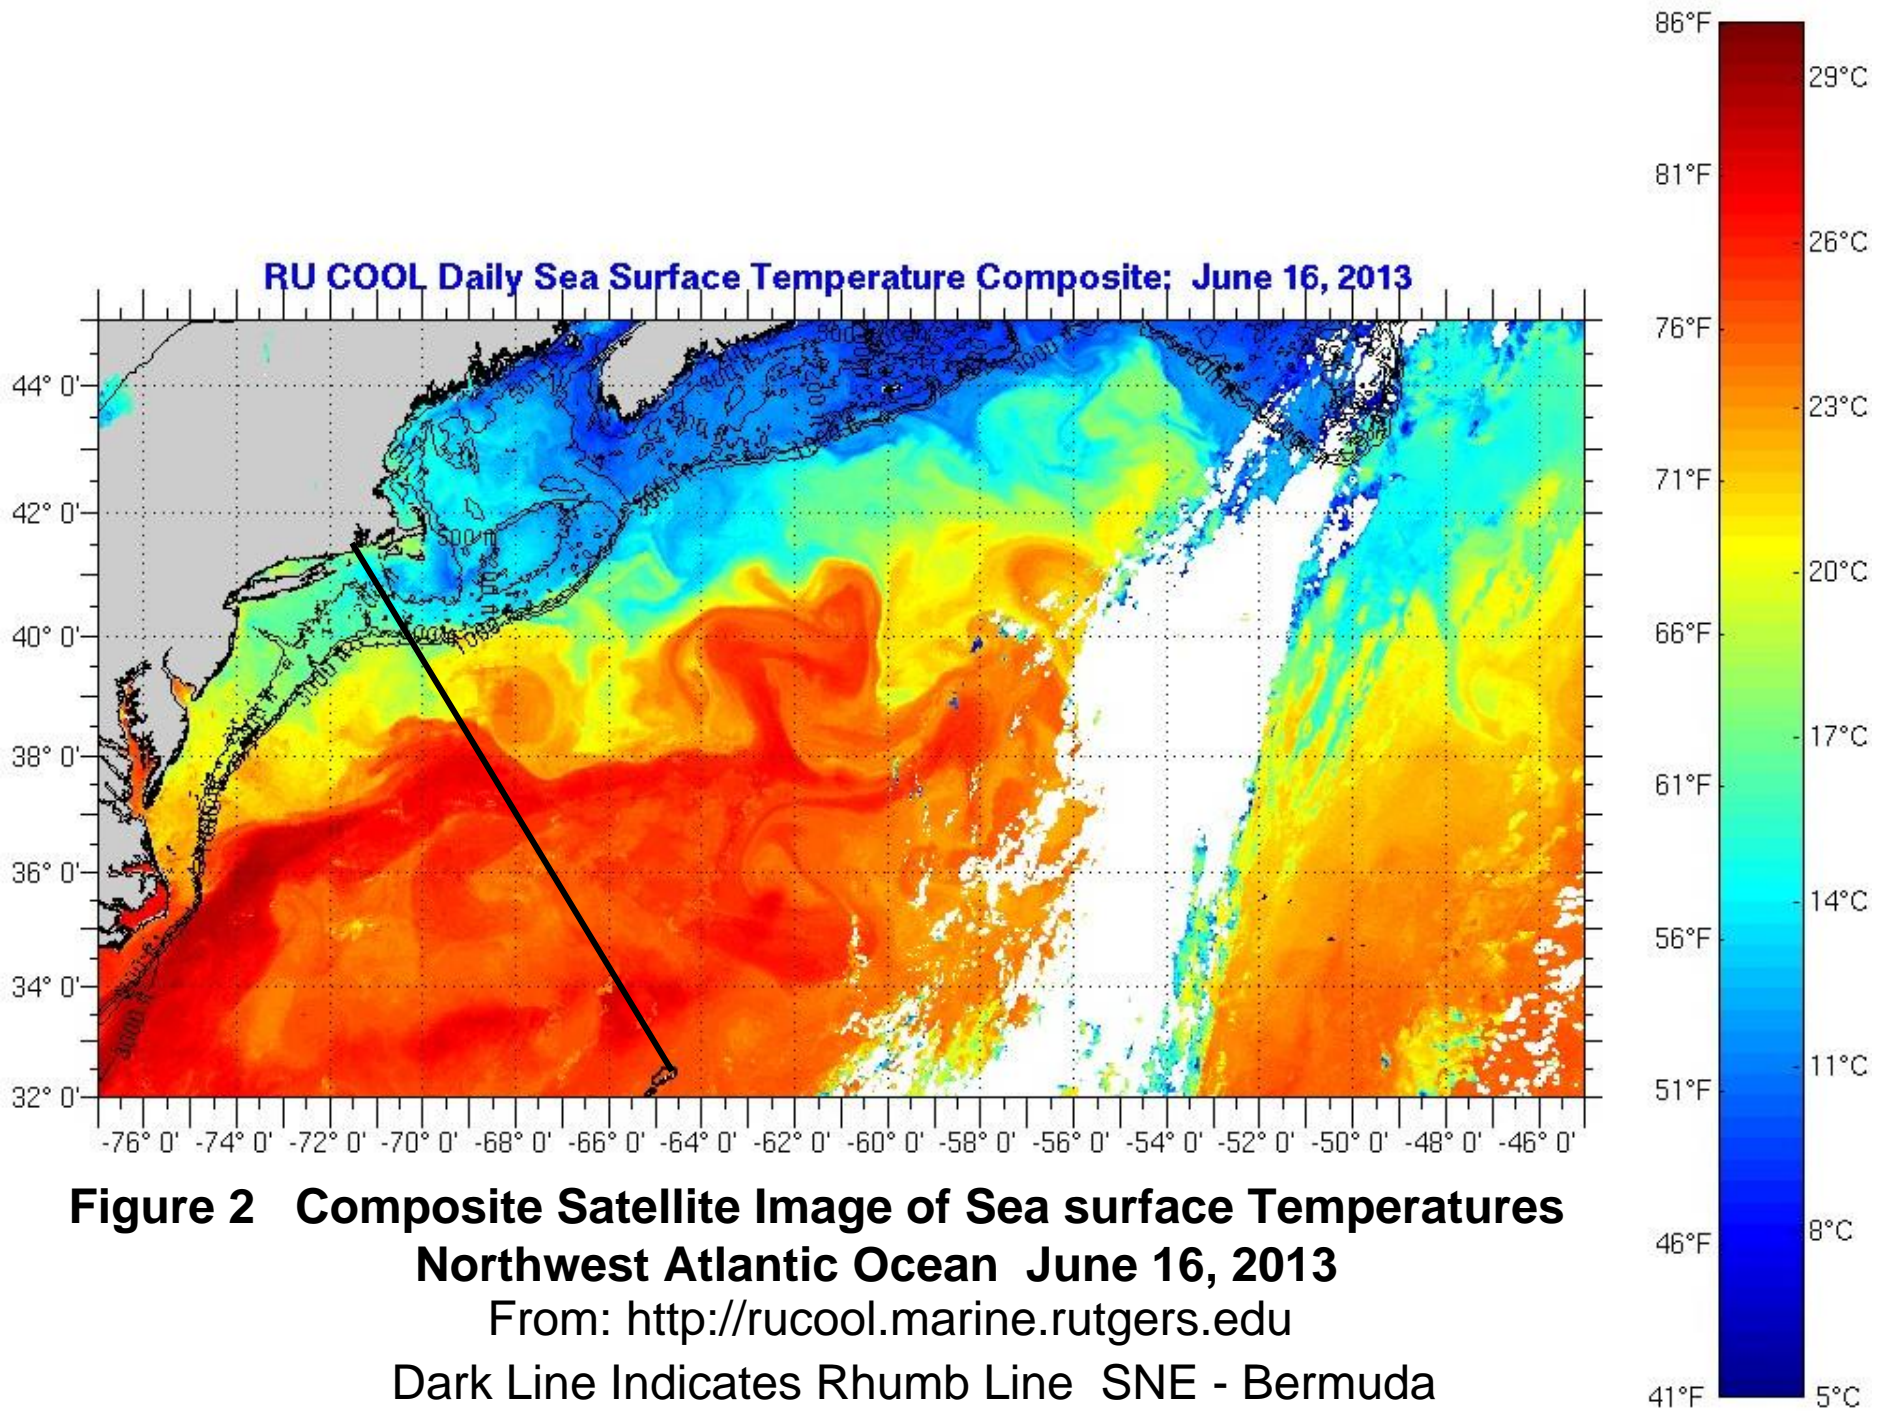 86°F
29°C
81°F
26°C
RU COOL Daily Sea Surface Temperature Composite:  June 16, 2013
76°F
44° 0'
23°C
71°F
42° 0'
500 m
20°C
40° 0'
66°F
17°C
38° 0'
61°F
36° 0'
14°C
56°F
34° 0'
3000
11°C
51°F
32° 0'
-76° 0' -74° 0' -72° 0' -70° 0' -68° 0' -66° 0' -64° 0' -62° 0' -60° 0' -58° 0' -56° 0' -54° 0' -52° 0' -50° 0' -48° 0' -46° 0'
Figure 2   Composite Satellite Image of Sea surface Temperatures
Northwest Atlantic Ocean  June 16, 2013
8°C
46°F
From: http://rucool.marine.rutgers.edu
Dark Line Indicates Rhumb Line  SNE - Bermuda
41°F
5°C